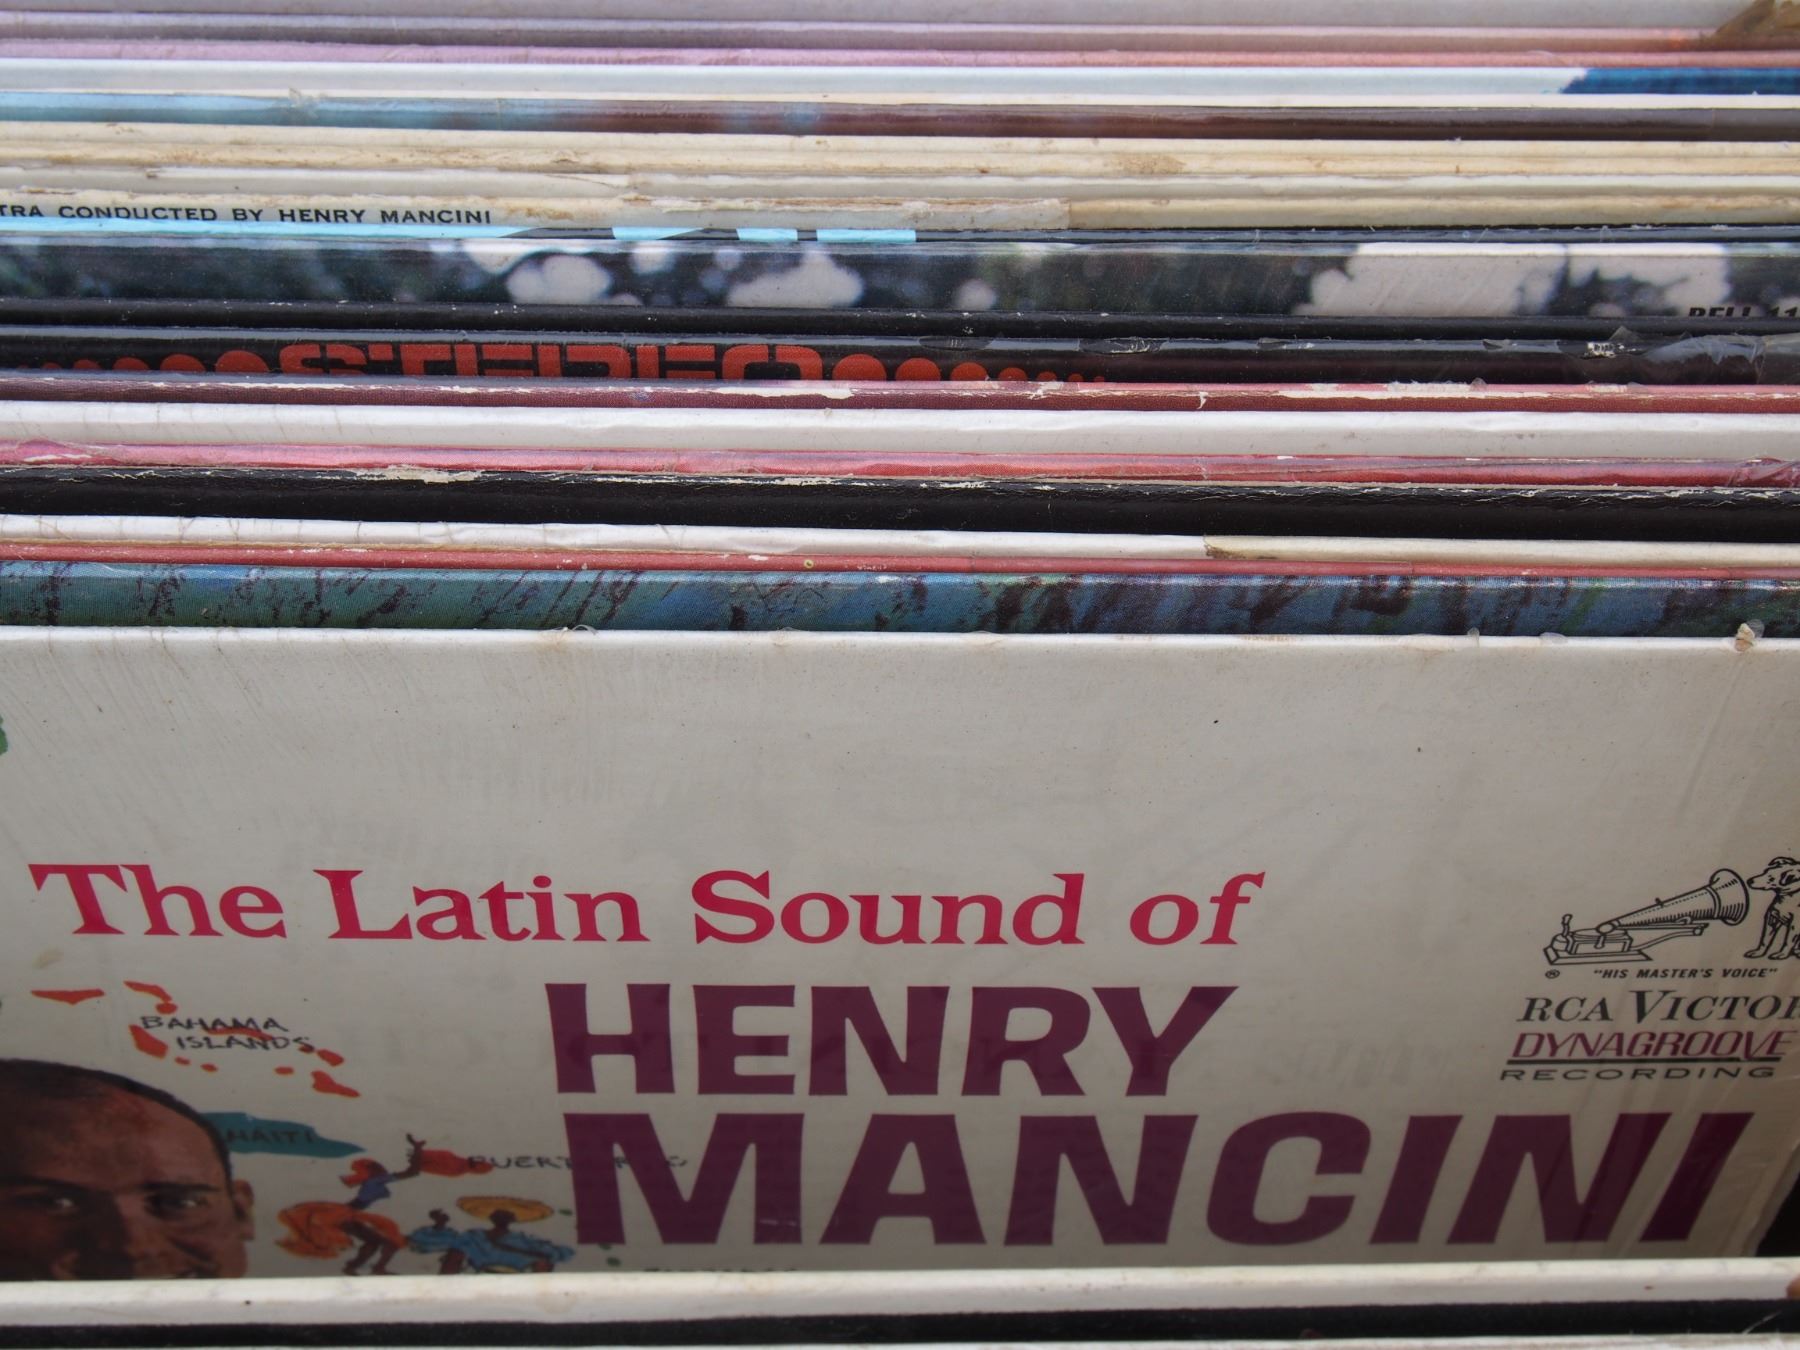 CONDUCTED BY HENRY MANCINI
STEREO
The Latin Sound of
HENRY
MANCINI
"HIS MASTER'S VOICE"
RCA VICTOR
DYNAGROOVE
RECORDING
BAHAMA
ISLANDS
HAITI